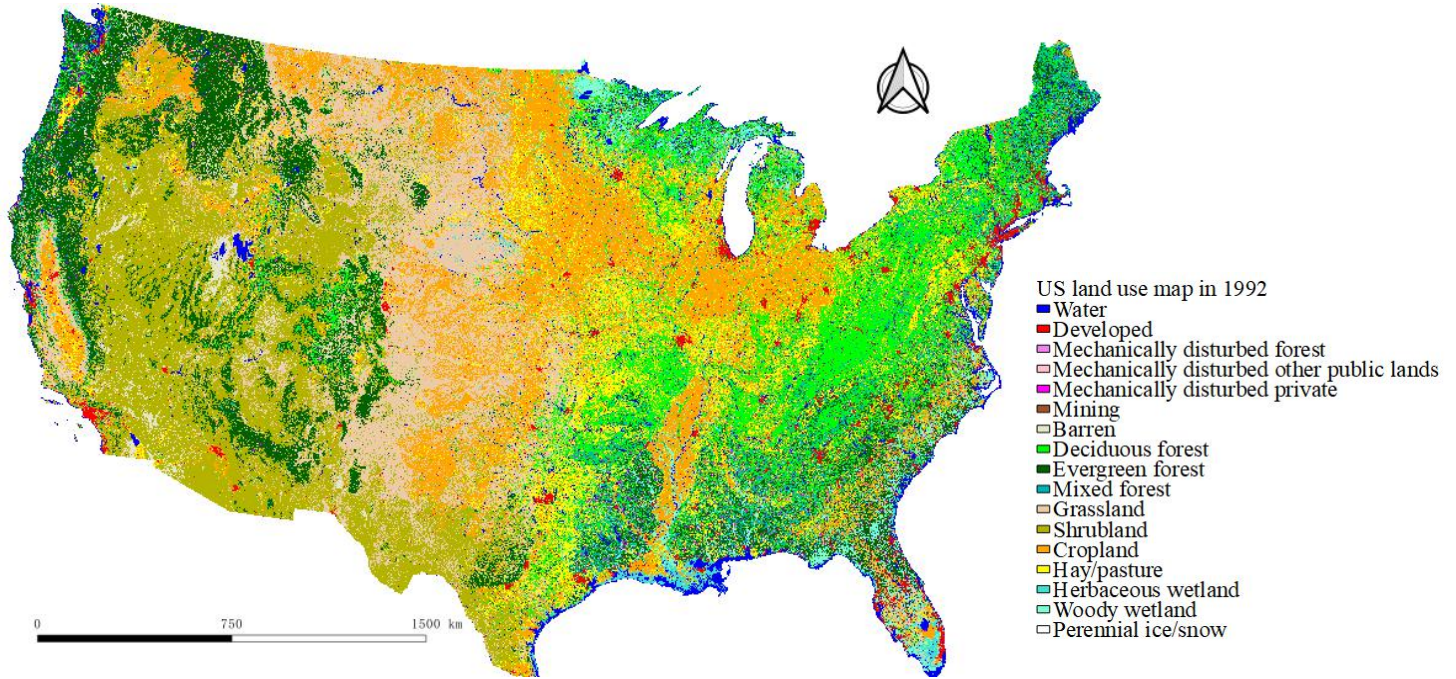 US land use map in 1992
Water
Developed
Mechanically disturbed forest
Mechanically disturbed other public lands
Mechanically disturbed private
Mining
Barren
Deciduous forest
Evergreen forest
Mixed forest
Grassland
Shrubland
Cropland
Hay/pasture
Herbaceous wetland
Woody wetland
Perennial ice/snow
0 750 1500 km